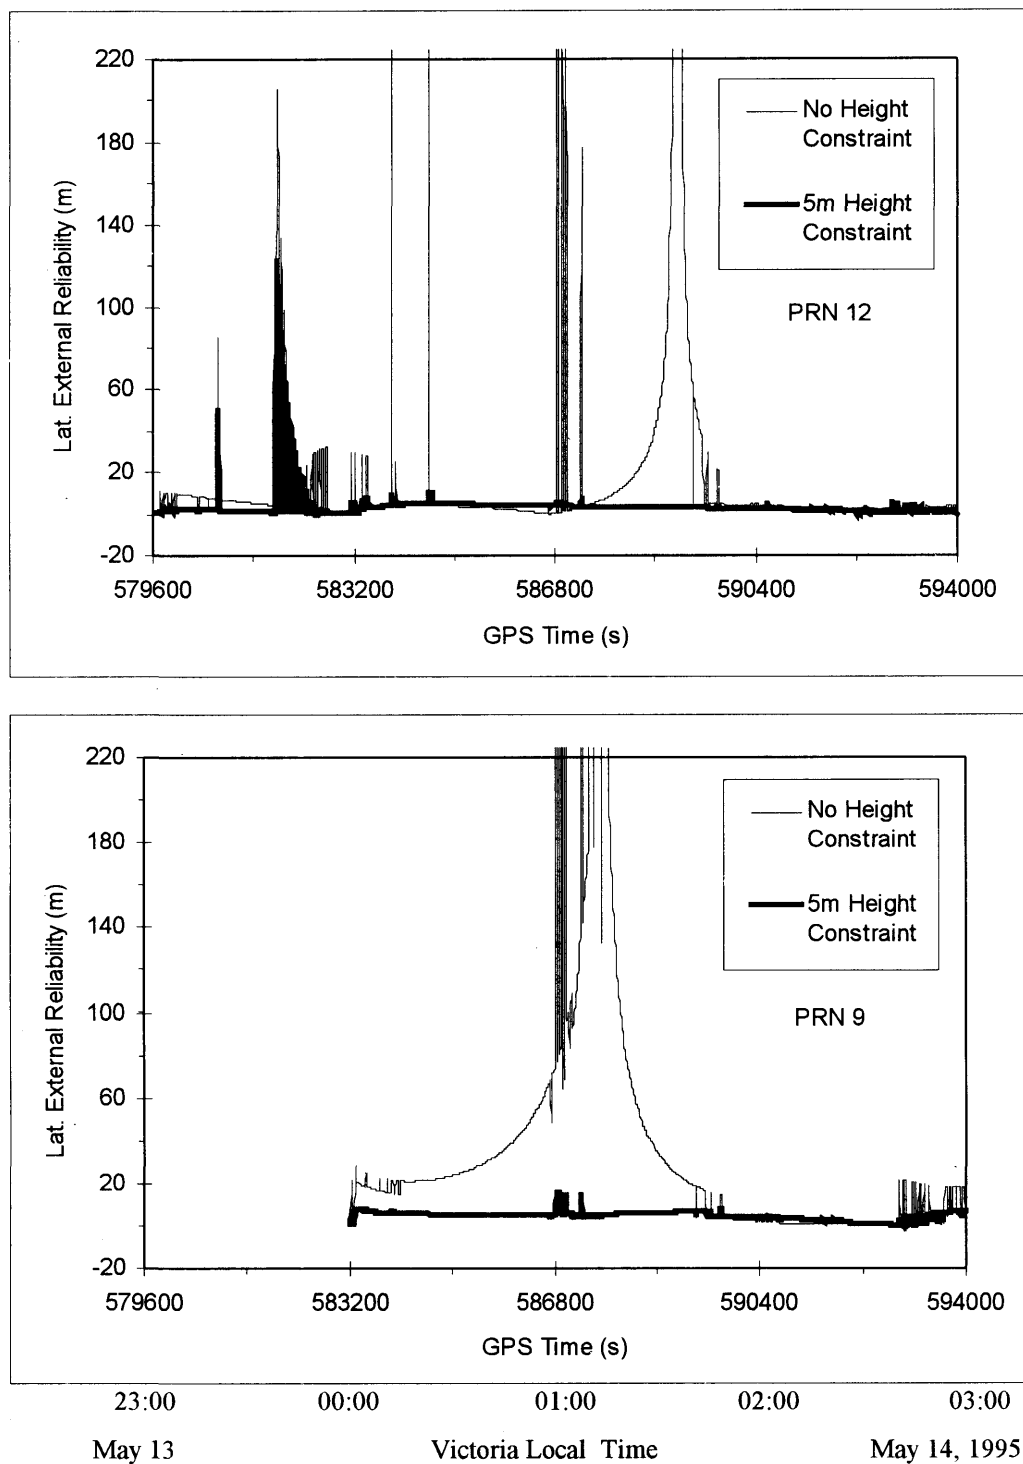 220
180
140
100
60
20
-20
Lat. External Reliability (m)
No Height
Constraint
5m Height
Constraint
PRN 12
579600 583200 586800 590400 594000
GPS Time (s)
220
180
140
100
60
20
-20
Lat. External Reliability (m)
No Height
Constraint
5m Height
Constraint
PRN 9
579600 583200 586800 590400 594000
GPS Time (s)
23:00 00:00 01:00 02:00 03:00
May 13 Victoria Local Time May 14, 1995